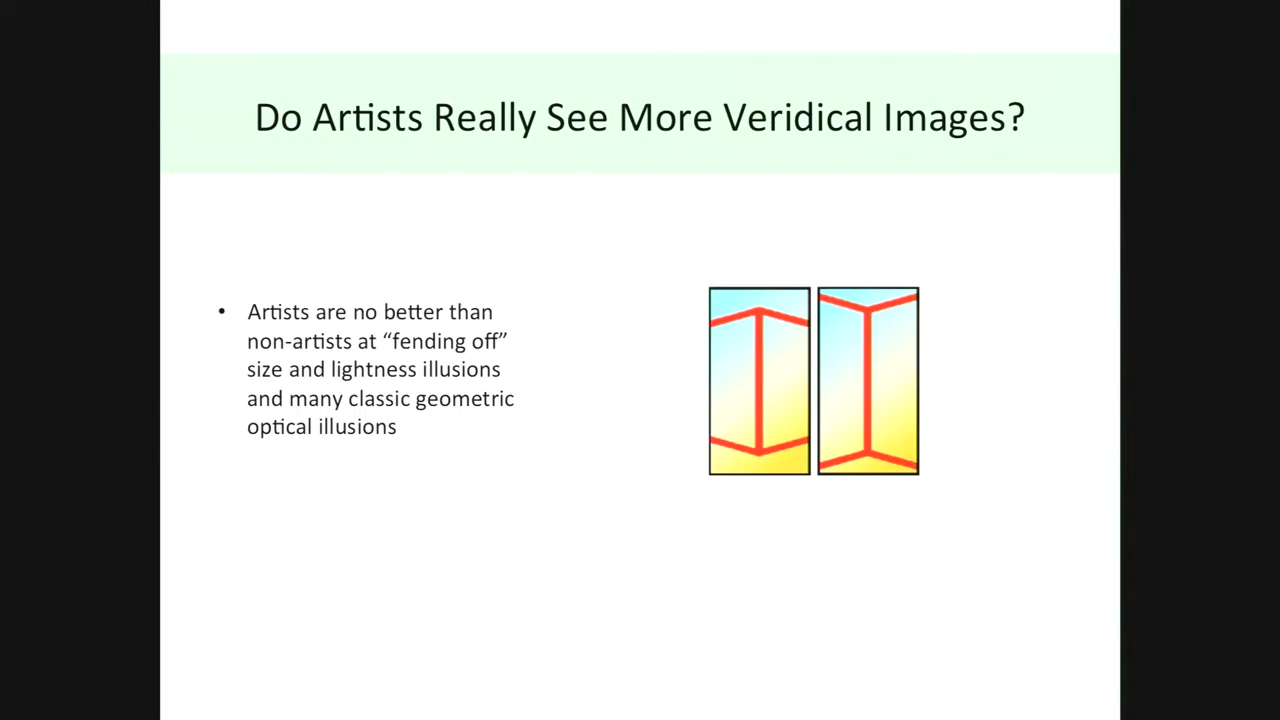 Do Artists Really See More Veridical Images?
• Artists are no better than
non-artists at “fending off”
size and lightness illusions
and many classic geometric
optical illusions